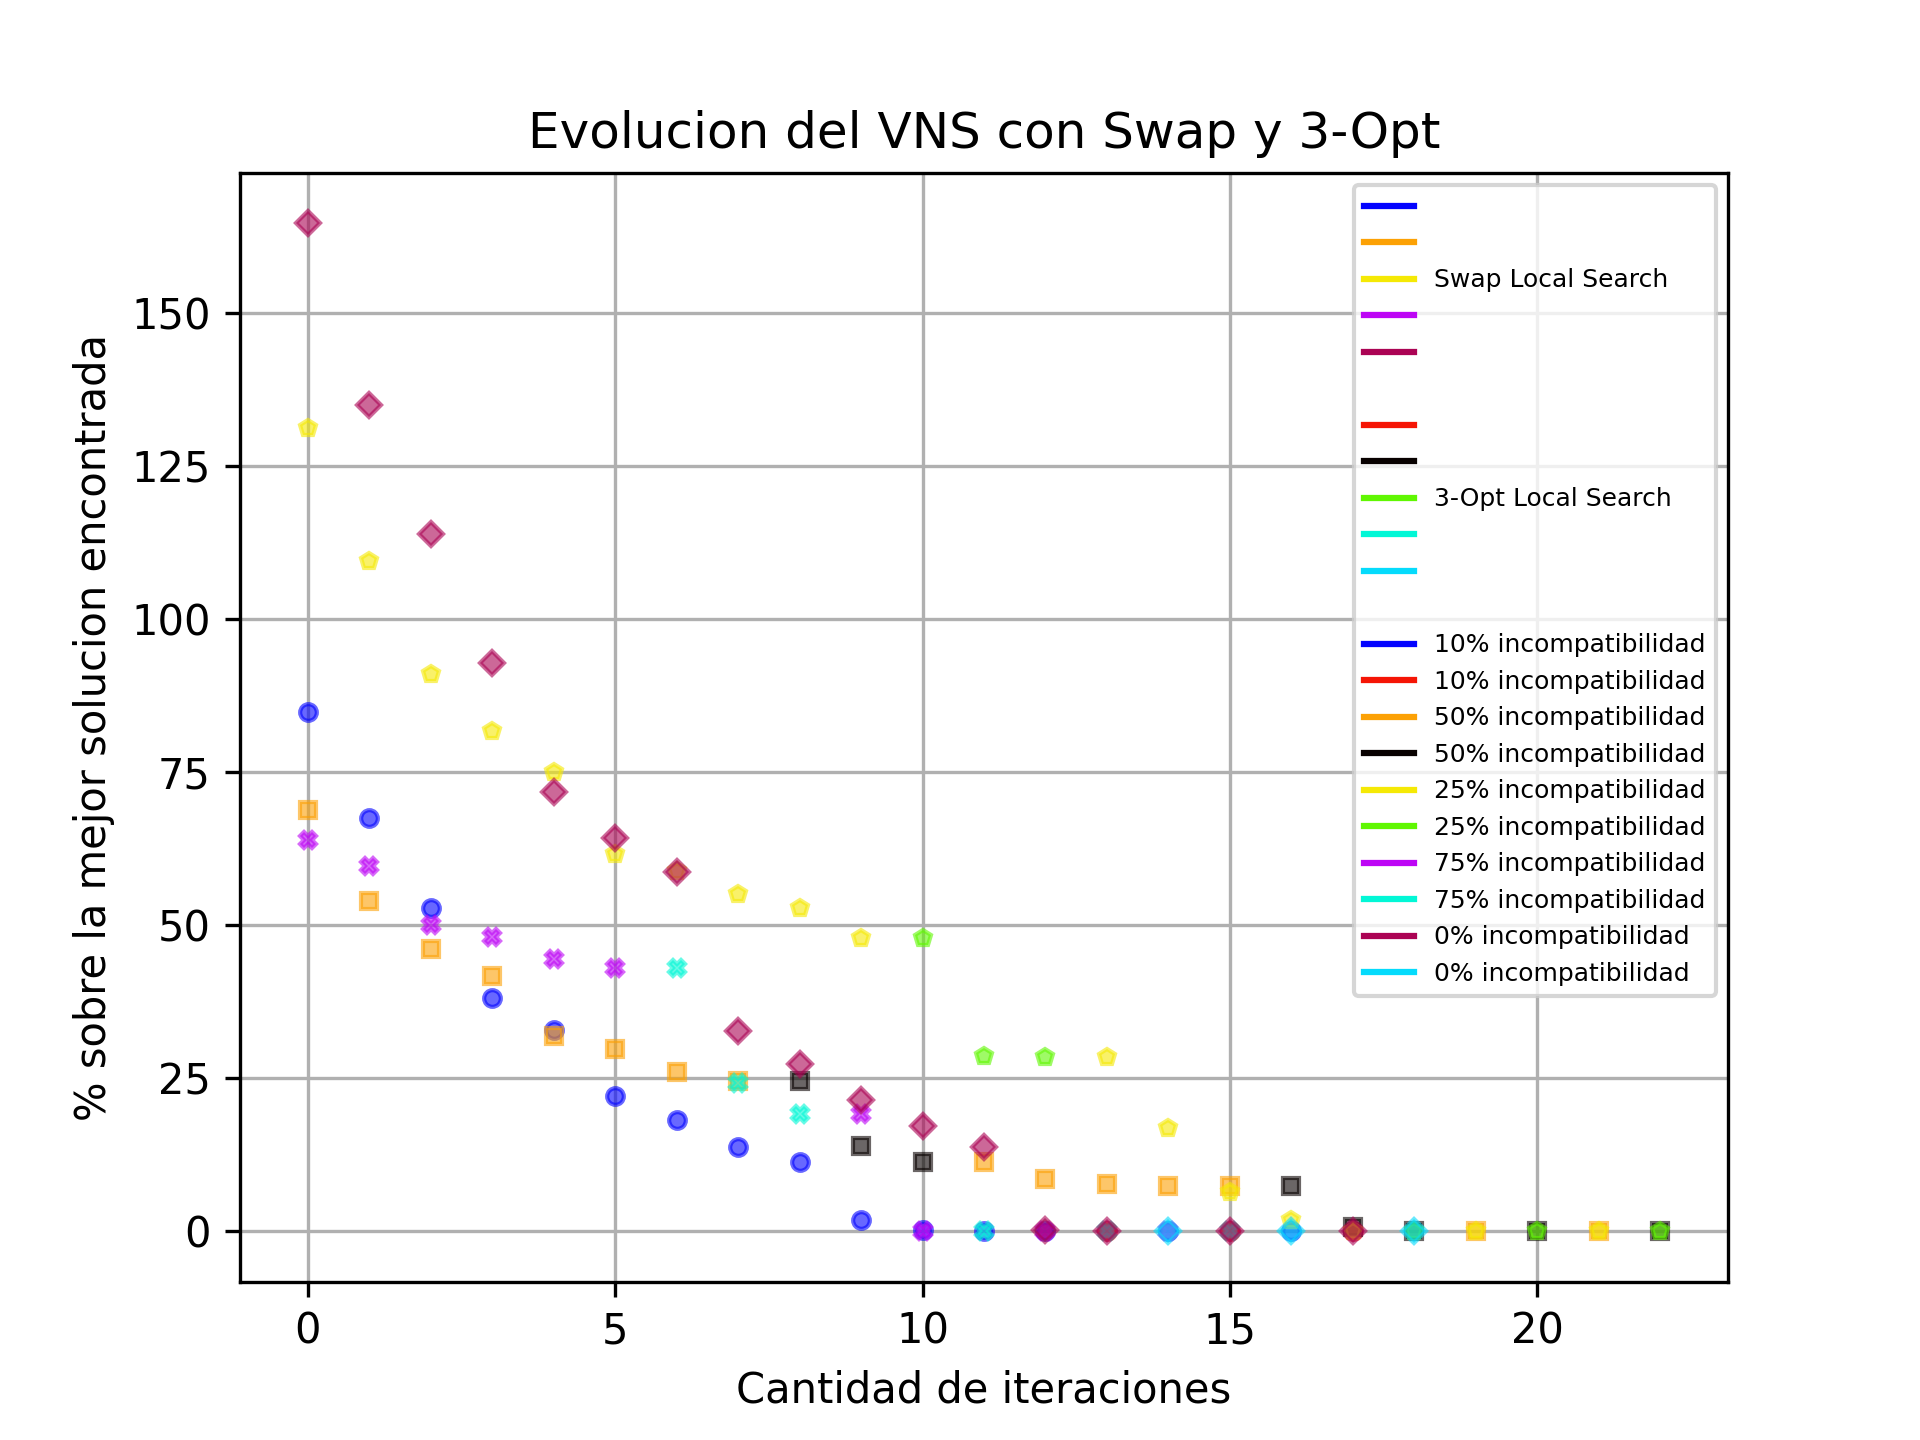 Evolucion del VNS con Swap y 3-Opt
% sobre la mejor solucion encontrada
150
125
100
75
50
25
0
Swap Local Search
3-Opt Local Search
10% incompatibilidad
10% incompatibilidad
50% incompatibilidad
50% incompatibilidad
25% incompatibilidad
25% incompatibilidad
75% incompatibilidad
75% incompatibilidad
0% incompatibilidad
0% incompatibilidad
0 5 10 15 20
Cantidad de iteraciones